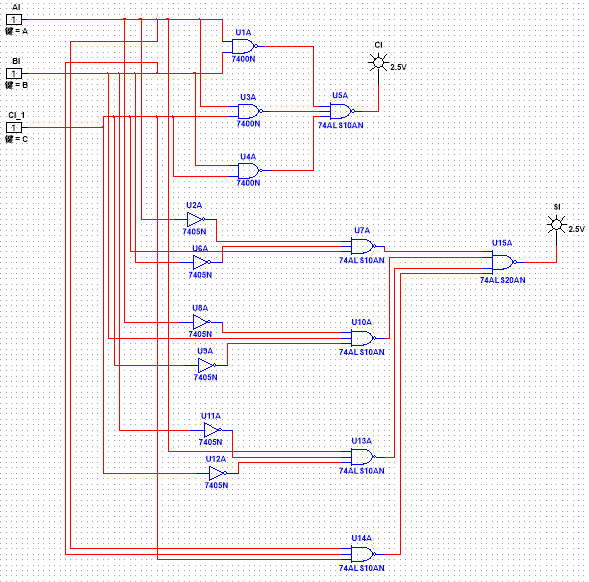 AI
1
键 = A
BI
1
键 = B
CI_1
1
键 = C
U1A
7400N
U3A
7400N
U4A
7400N
U5A
74ALS10AN
CI
2.5V
U2A
7405N
U6A
7405N
U7A
74ALS10AN
U8A
7405N
U9A
7405N
U10A
74ALS10AN
U11A
7405N
U12A
7405N
U13A
74ALS10AN
U14A
74ALS10AN
U15A
74ALS20AN
SI
2.5V